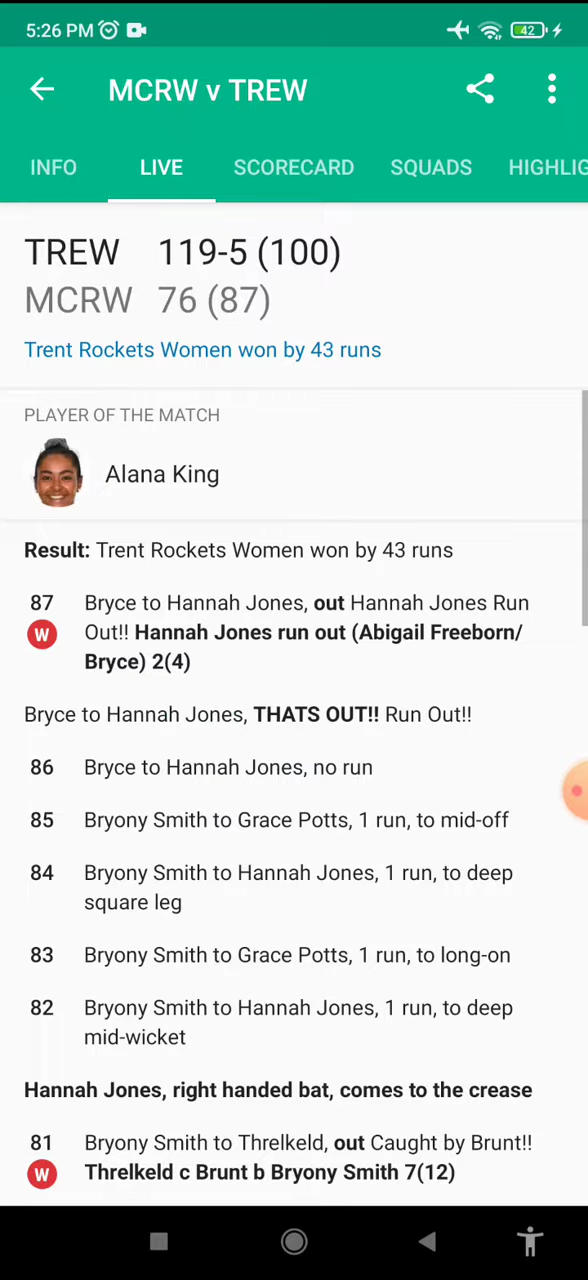 5:26 PM 42
MCRW v TREW
INFO LIVE SCORECARD SQUADS HIGHLIG
TREW 119-5 (100)
MCRW 76 (87)
Trent Rockets Women won by 43 runs
PLAYER OF THE MATCH
Alana King
Result: Trent Rockets Women won by 43 runs
87 Bryce to Hannah Jones, out Hannah Jones Run
W Out!! Hannah Jones run out (Abigail Freeborn/
Bryce) 2(4)
Bryce to Hannah Jones, THATS OUT!! Run Out!!
86 Bryce to Hannah Jones, no run
85 Bryony Smith to Grace Potts, 1 run, to mid-off
84 Bryony Smith to Hannah Jones, 1 run, to deep
square leg
83 Bryony Smith to Grace Potts, 1 run, to long-on
82 Bryony Smith to Hannah Jones, 1 run, to deep
mid-wicket
Hannah Jones, right handed bat, comes to the crease
81 Bryony Smith to Threlkeld, out Caught by Brunt!!
W Threlkeld c Brunt b Bryony Smith 7(12)